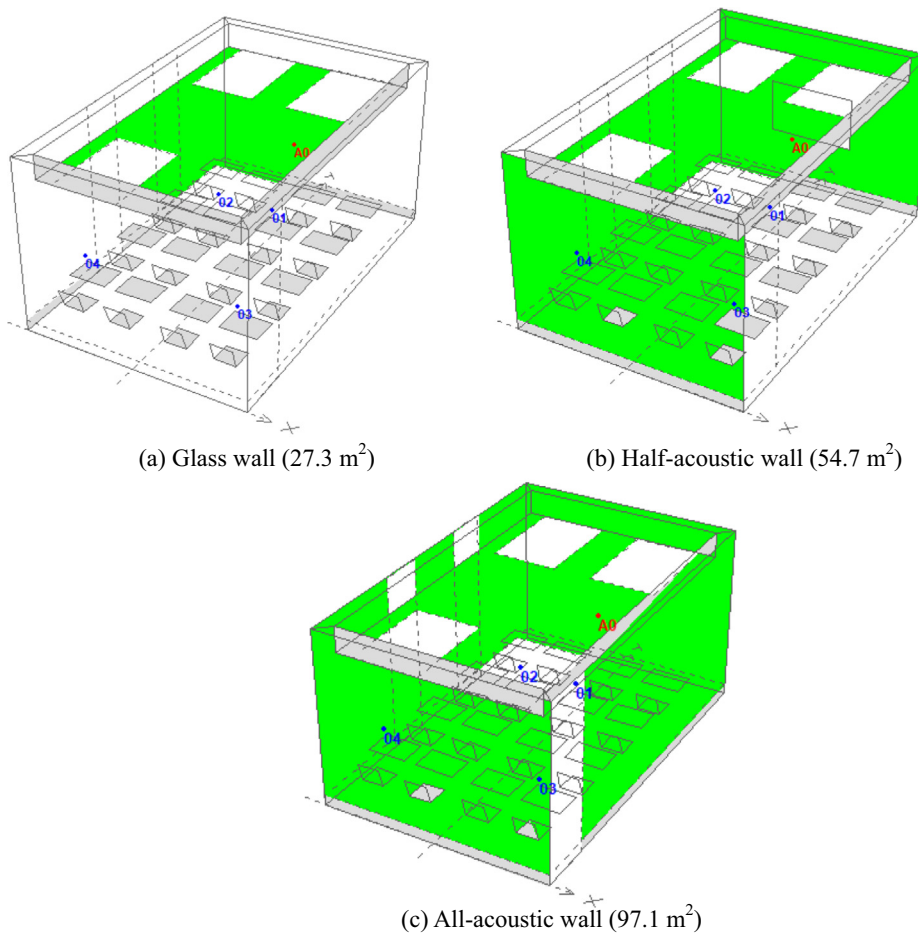 A0
02
01
04
03
X
(a) Glass wall (27.3 m²)
A0
02
01
04
03
X
(b) Half-acoustic wall (54.7 m²)
A0
02
01
04
03
X
(c) All-acoustic wall (97.1 m²)